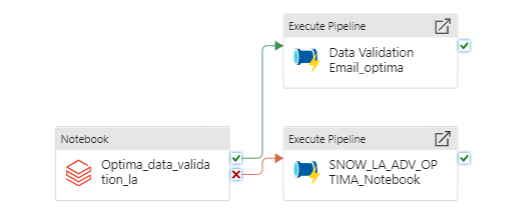 Execute Pipeline
Data Validation
Email_optima
Notebook
Optima_data_valida
tion_la
Execute Pipeline
SNOW_LA_ADV_OP
TIMA_Notebook